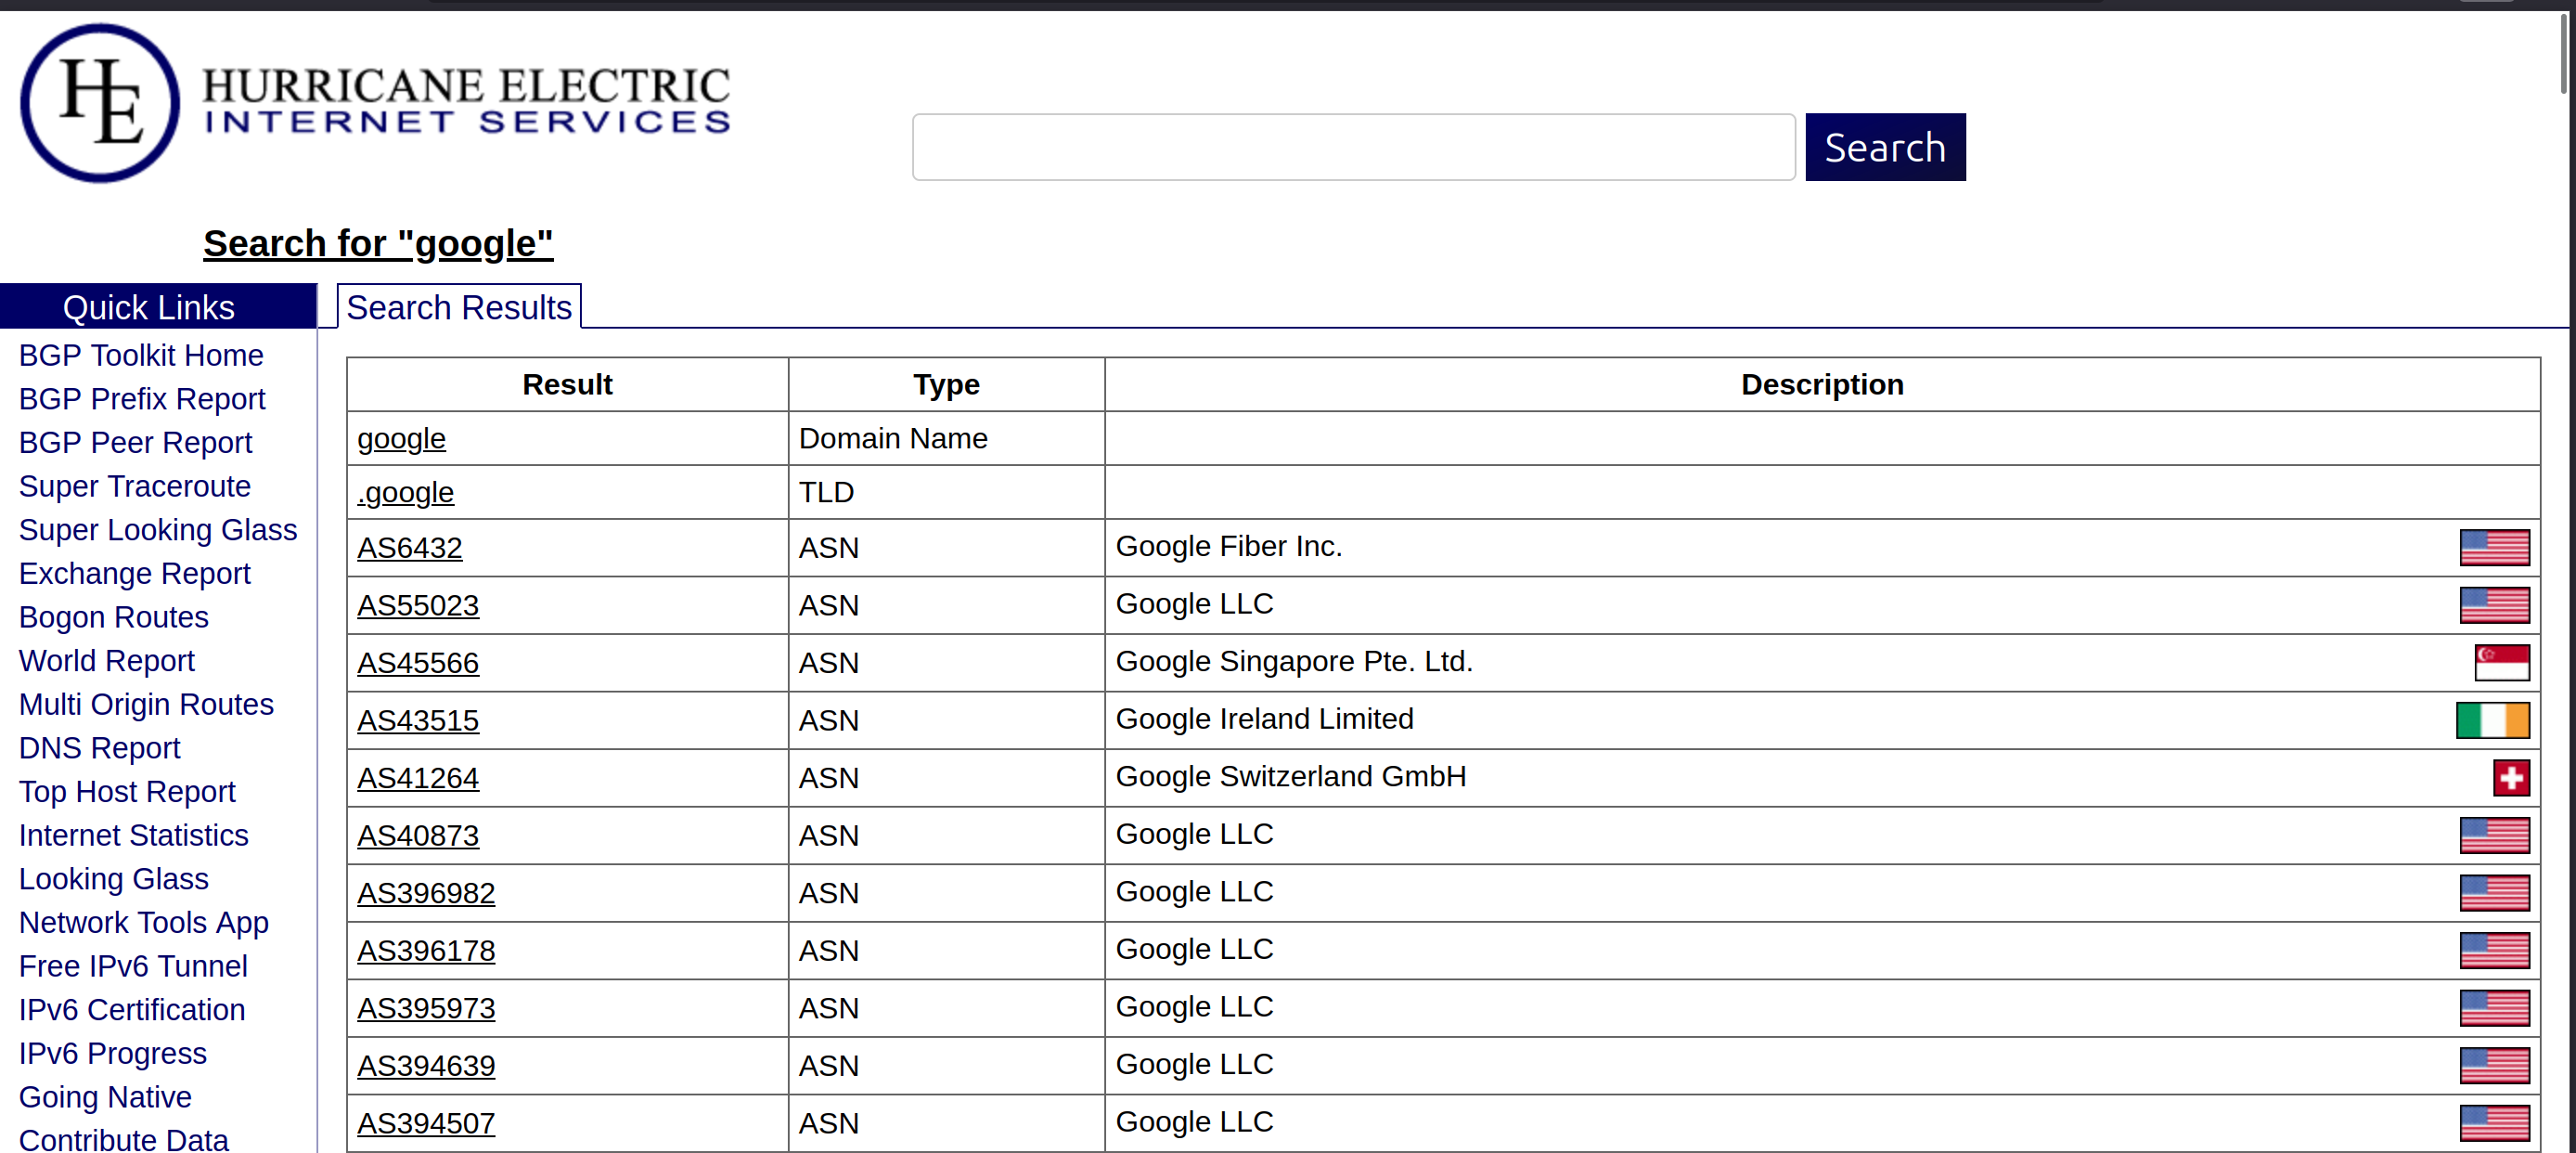 HE
HURRICANE ELECTRIC
INTERNET SERVICES
Search
Search for "google"
Quick Links
BGP Toolkit Home
BGP Prefix Report
BGP Peer Report
Super Traceroute
Super Looking Glass
Exchange Report
Bogon Routes
World Report
Multi Origin Routes
DNS Report
Top Host Report
Internet Statistics
Looking Glass
Network Tools App
Free IPv6 Tunnel
IPv6 Certification
IPv6 Progress
Going Native
Contribute Data
Search Results
Result Type Description
google Domain Name
.google TLD
AS6432 ASN Google Fiber Inc.
AS55023 ASN Google LLC
AS45566 ASN Google Singapore Pte. Ltd.
AS43515 ASN Google Ireland Limited
AS41264 ASN Google Switzerland GmbH
AS40873 ASN Google LLC
AS396982 ASN Google LLC
AS396178 ASN Google LLC
AS395973 ASN Google LLC
AS394639 ASN Google LLC
AS394507 ASN Google LLC